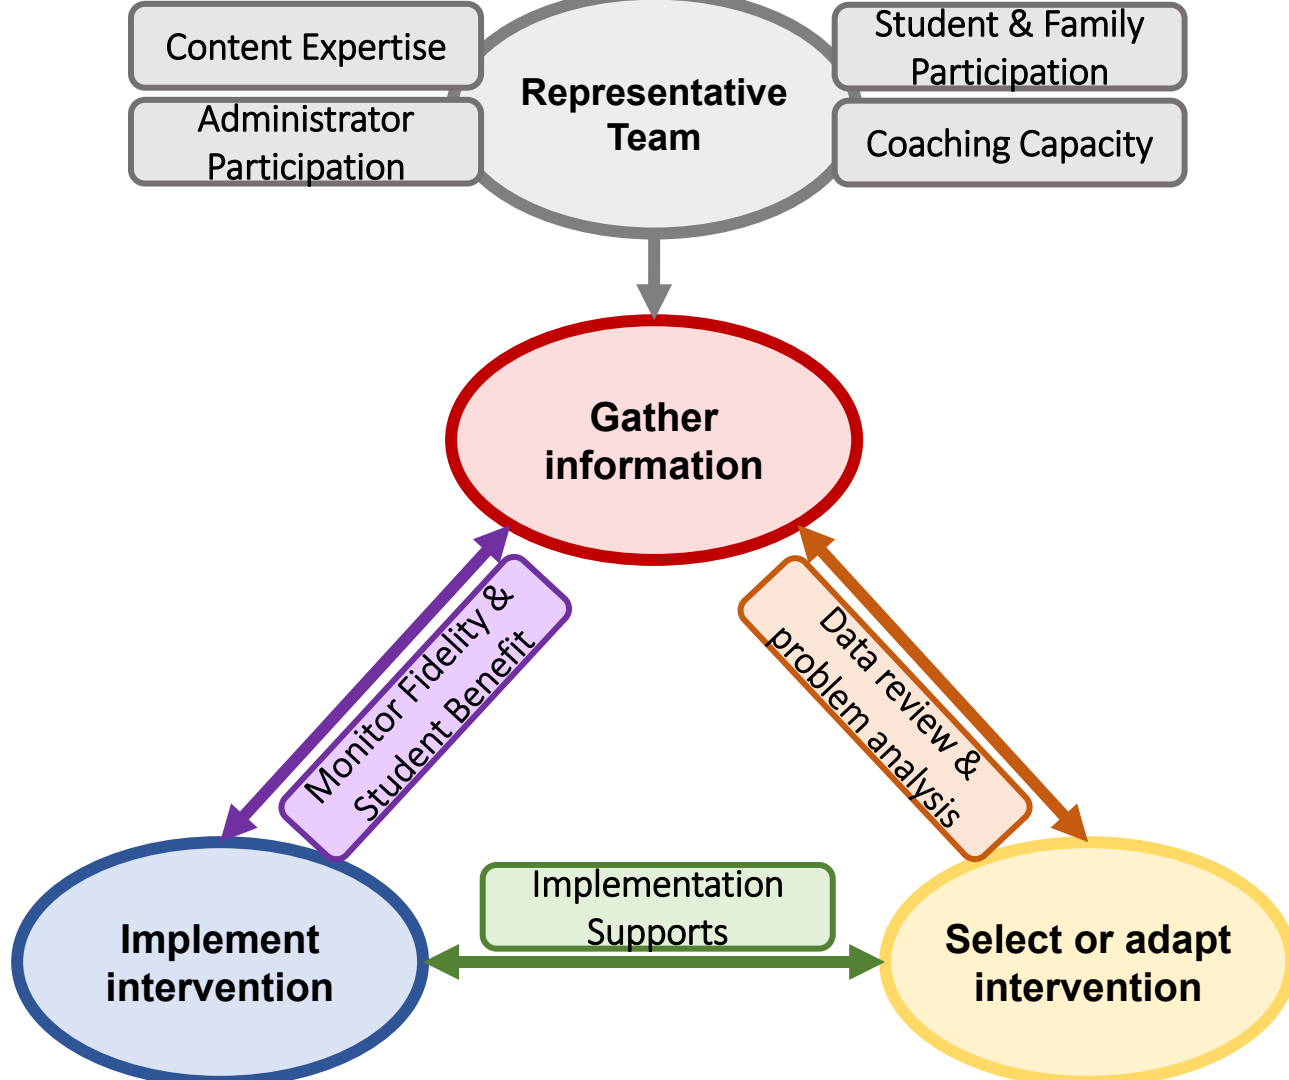 Content Expertise
Administrator
Participation
Representative
Team
Student & Family
Participation
Coaching Capacity
Gather
information
Monitor Fidelity &
Student Benefit
Data review &
problem analysis
Implementation
Supports
Implement
intervention
Select or adapt
intervention